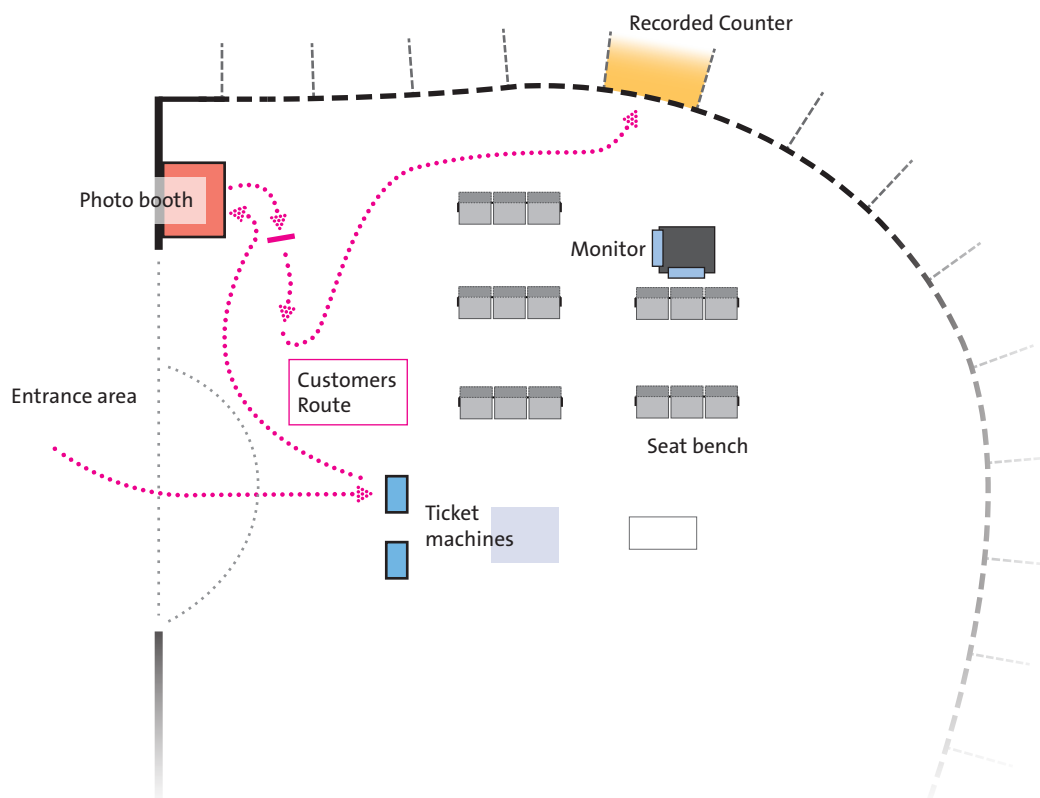 Recorded Counter
Photo booth
Monitor
Customers
Route
Entrance area
Seat bench
Ticket
machines